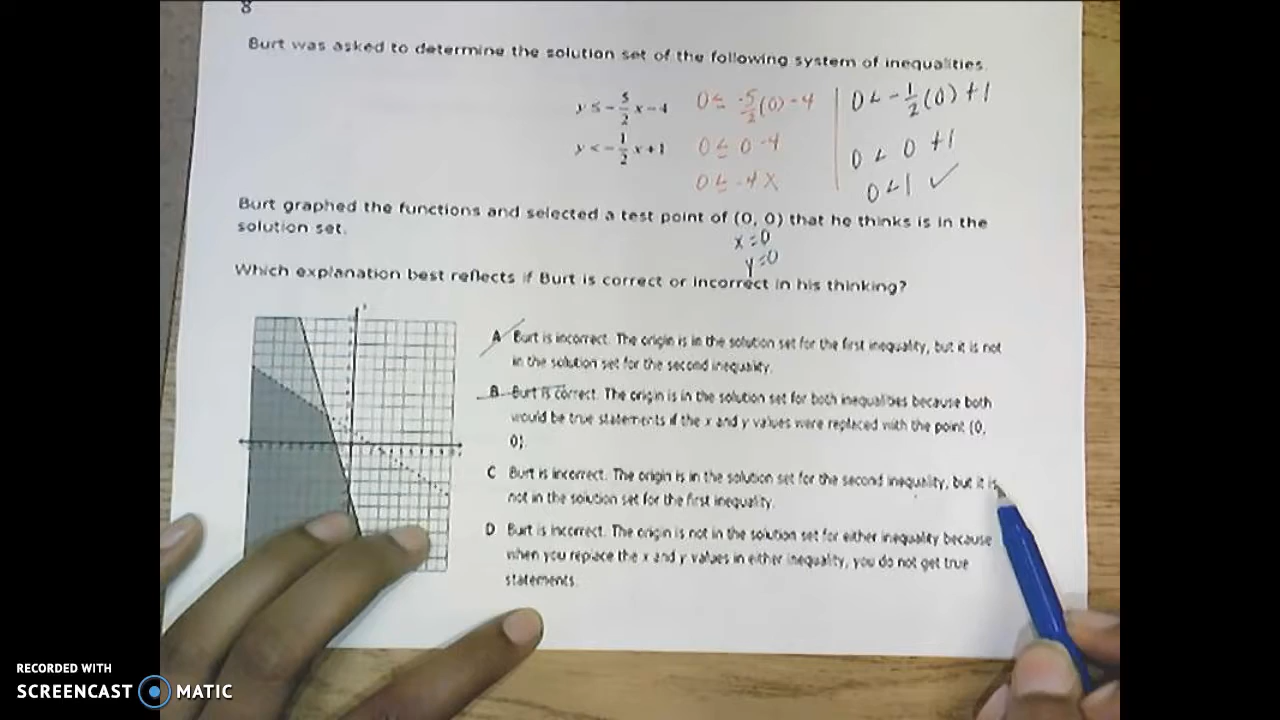 8
Burt was asked to determine the solution set of the following system of inequalities.
y ≤ -5/2 x - 4 0 ≤ -5/2(0) - 4 0 < -1/2(0) + 1
y < -1/2 x + 1 0 ≤ 0 - 4 0 < 0 + 1
0 ≤ -4 X 0 < 1 ✓
Burt graphed the functions and selected a test point of (0, 0) that he thinks is in the
solution set.
x = 0
y = 0
Which explanation best reflects if Burt is correct or incorrect in his thinking?
A Burt is incorrect. The origin is in the solution set for the first inequality, but it is not
in the solution set for the second inequality.
B Burt is correct. The origin is in the solution set for both inequalities because both
would be true statements if the x and y values were replaced with the point (0,
0).
C Burt is incorrect. The origin is in the solution set for the second inequality, but it is
not in the solution set for the first inequality.
D Burt is incorrect. The origin is not in the solution set for either inequality because
when you replace the x and y values in either inequality, you do not get true
statements.
RECORDED WITH
SCREENCAST MATIC